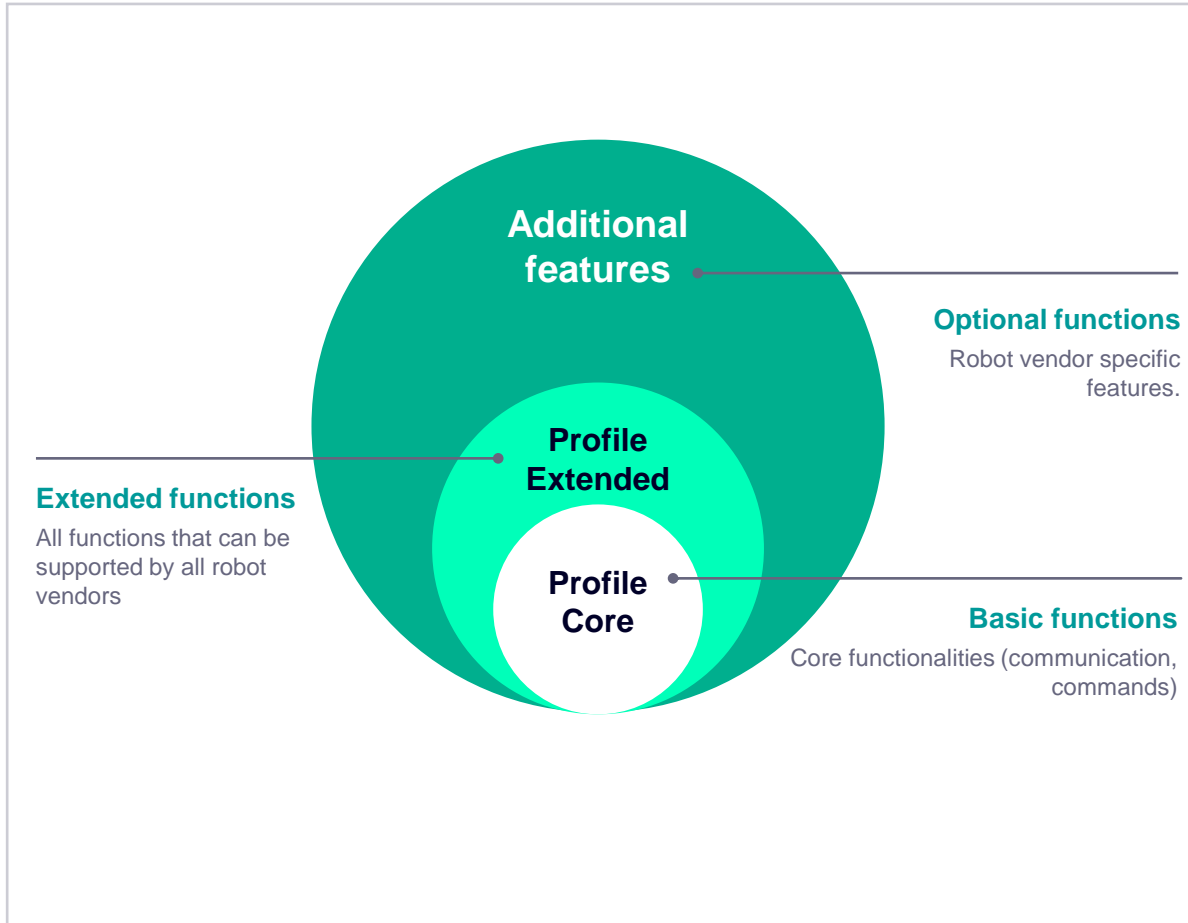 Additional
features
Optional functions
Robot vendor specific
features.
Profile
Extended
Extended functions
All functions that can be
supported by all robot
vendors
Profile
Core
Basic functions
Core functionalities (communication,
commands)